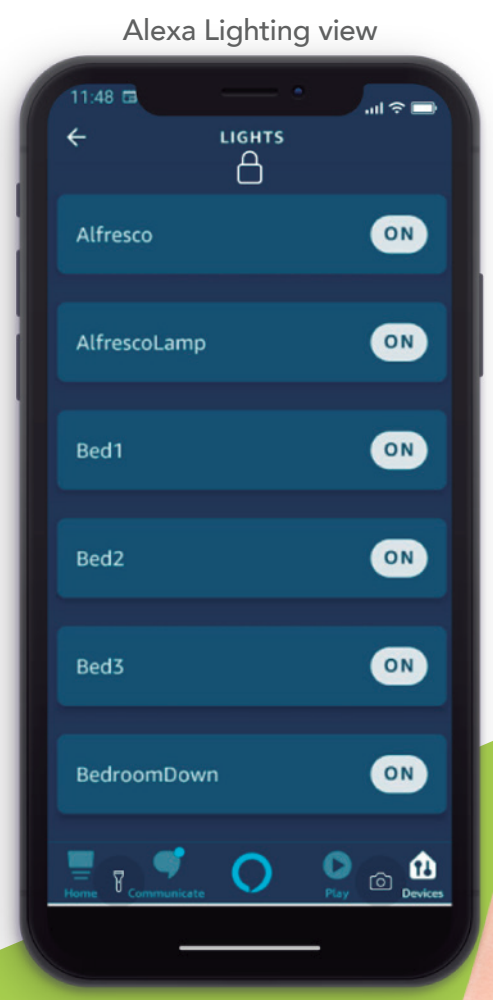 Alexa Lighting view
11:48
LIGHTS
Alfresco ON
AlfrescoLamp ON
Bed1 ON
Bed2 ON
Bed3 ON
BedroomDown ON
Home Communicate Play Devices